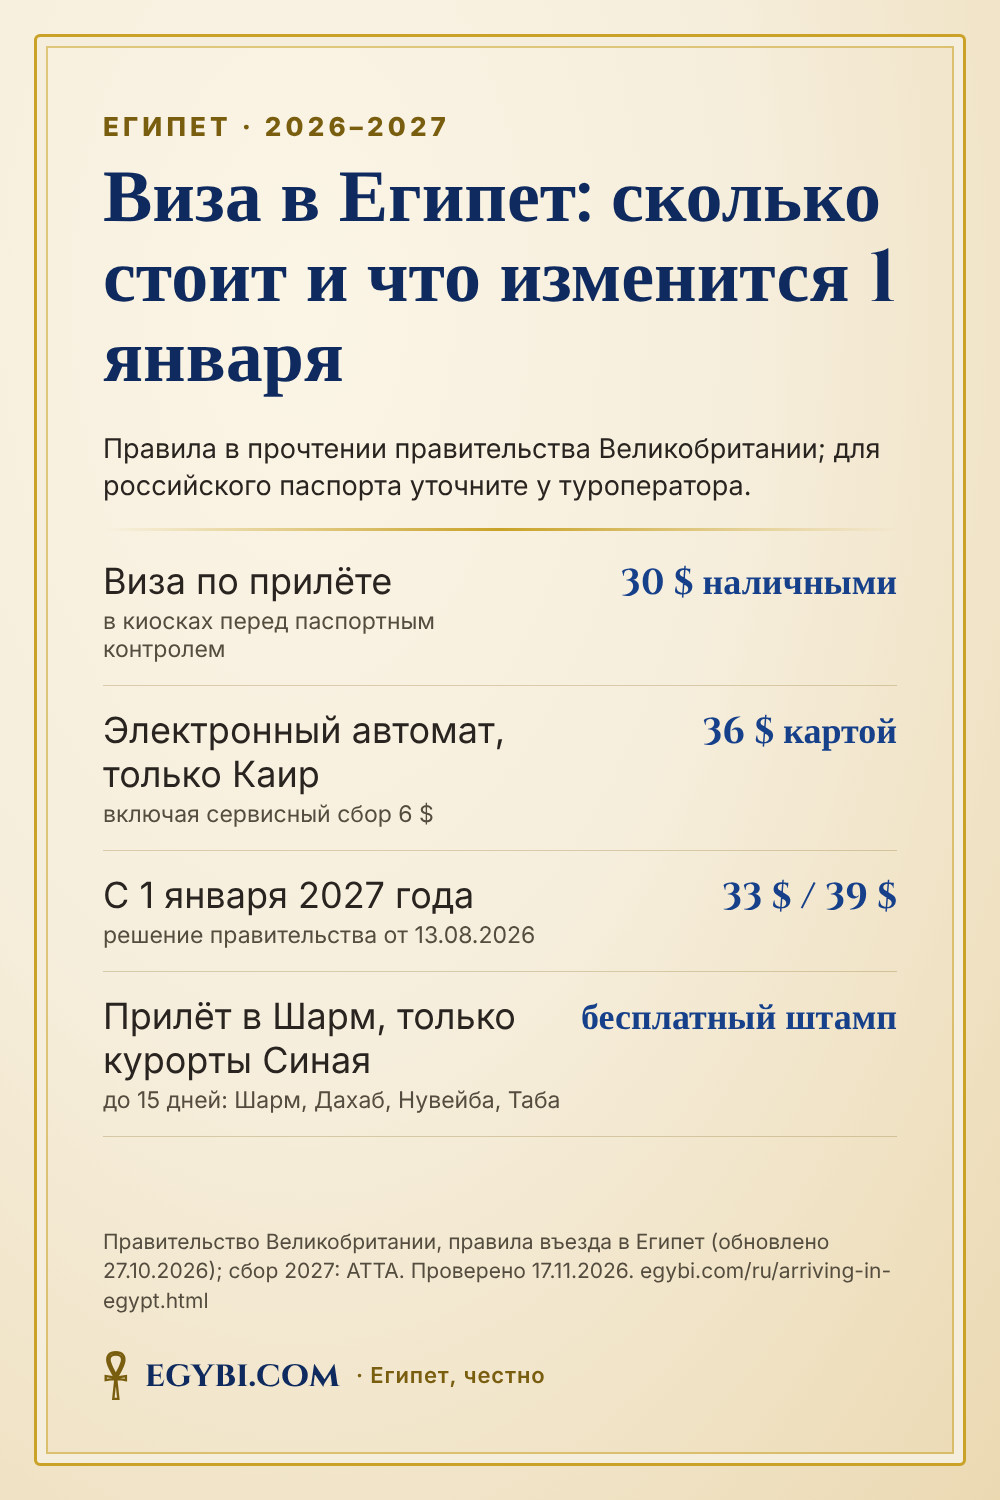 ЕГИПЕТ · 2026–2027
Виза в Египет: сколько
стоит и что изменится 1
января
Правила в прочтении правительства Великобритании; для
российского паспорта уточните у туроператора.
Виза по прилёте
30 $ наличными
в киосках перед паспортным
контролем
Электронный автомат,
только Каир
36 $ картой
включая сервисный сбор 6 $
С 1 января 2027 года
33 $ / 39 $
решение правительства от 13.08.2026
Прилёт в Шарм, только
курорты Синая
бесплатный штамп
до 15 дней: Шарм, Дахаб, Нувейба, Таба
Правительство Великобритании, правила въезда в Египет (обновлено
27.10.2026); сбор 2027: ATTA. Проверено 17.11.2026. egybi.com/ru/arriving-in-
egypt.html
EGYBI.COM · Египет, честно